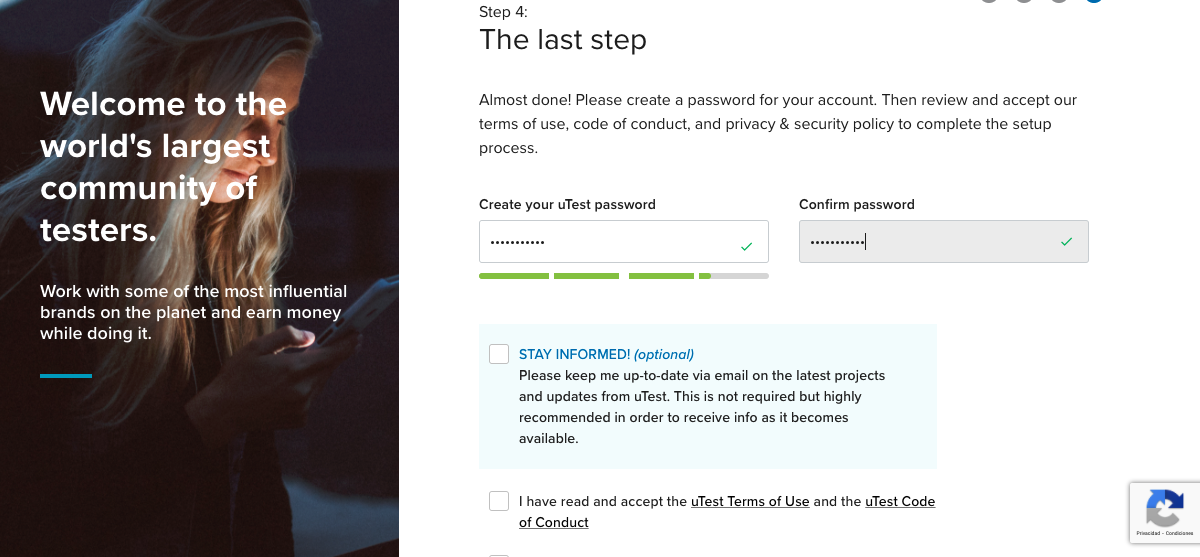 Welcome to the
world's largest
community of
testers.
Work with some of the most influential
brands on the planet and earn money
while doing it.
Step 4:
The last step
Almost done! Please create a password for your account. Then review and accept our
terms of use, code of conduct, and privacy & security policy to complete the setup
process.
Create your uTest password
Confirm password
•••••••••••
•••••••••••
STAY INFORMED! (optional)
Please keep me up-to-date via email on the latest projects
and updates from uTest. This is not required but highly
recommended in order to receive info as it becomes
available.
I have read and accept the uTest Terms of Use and the uTest Code
of Conduct
Privacidad - Condiciones